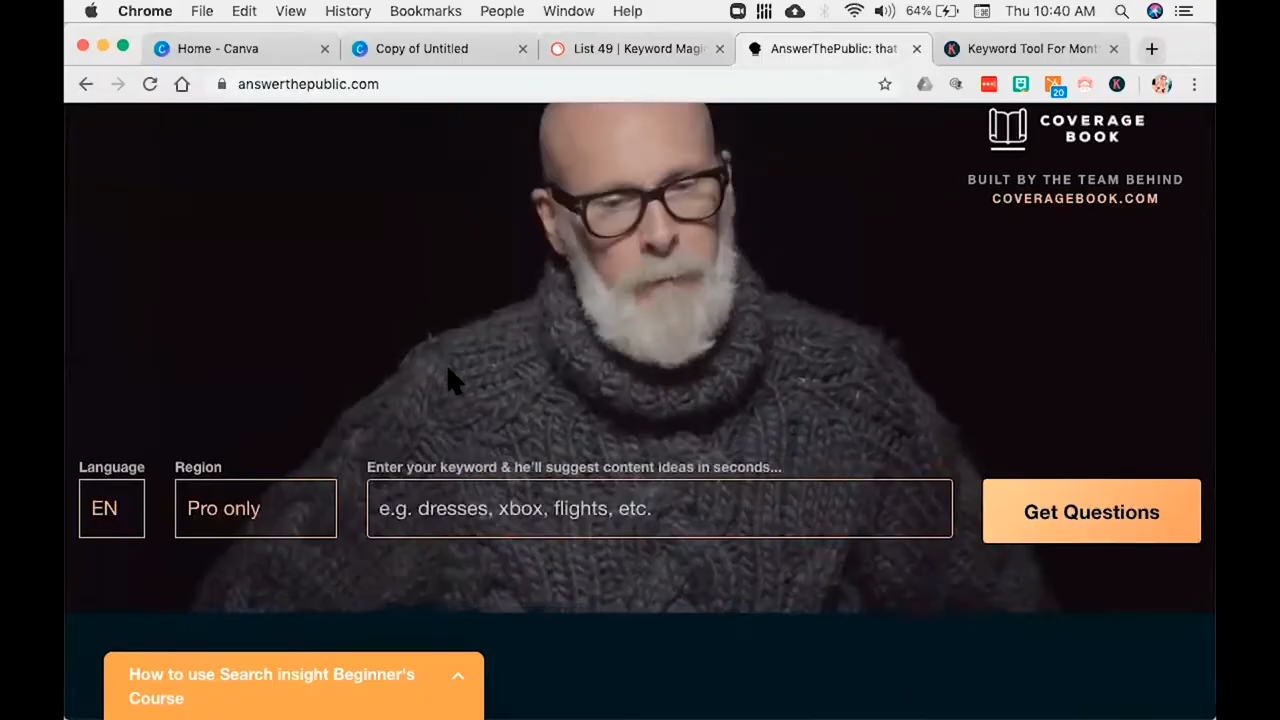 Chrome File Edit View History Bookmarks People Window Help 64% Thu 10:40 AM
Home - Canva Copy of Untitled List 49 | Keyword Magi AnswerThePublic: that Keyword Tool For Mont
answerthepublic.com
20
COVERAGE
BOOK
BUILT BY THE TEAM BEHIND
COVERAGEBOOK.COM
Language Region Enter your keyword & he'll suggest content ideas in seconds...
EN Pro only e.g. dresses, xbox, flights, etc. Get Questions
How to use Search insight Beginner's
Course